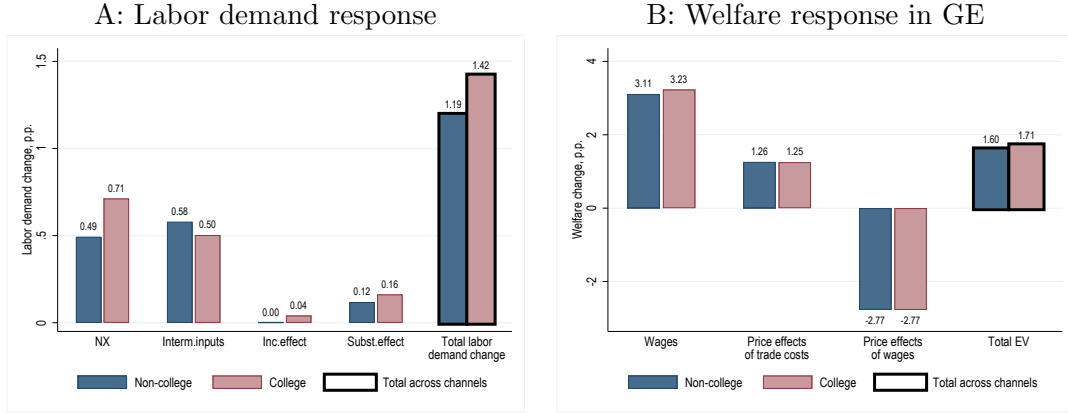 A: Labor demand response
Labor demand change, p.p.
1.5
1
.5
0
0.49
0.71
0.58
0.50
0.00
0.04
0.12
0.16
1.19
1.42
NX
Interm.inputs
Inc.effect
Subst.effect
Total labor
demand change
Non-college
College
Total across channels
B: Welfare response in GE
Welfare change, p.p.
4
2
0
-2
3.11
3.23
1.26
1.25
-2.77
-2.77
1.60
1.71
Wages
Price effects
of trade costs
Price effects
of wages
Total EV
Non-college
College
Total across channels